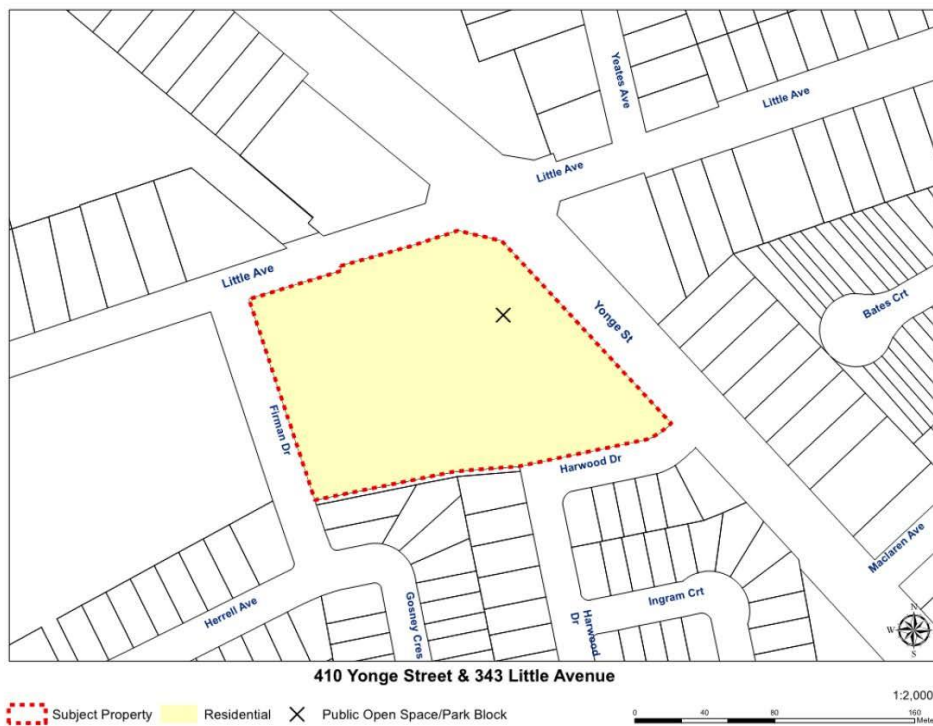 Yeates Ave
Little Ave
Little Ave
Little Ave
Bates Crt
Yonge St
Firman Dr
Harwood Dr
Maclaren Ave
Herrell Ave
Gosney Cres
Harwood
Dr
Ingram Crt
N
W
S
410 Yonge Street & 343 Little Avenue
Subject Property
Residential
Public Open Space/Park Block
1:2,000
0 40 80 160
Meters